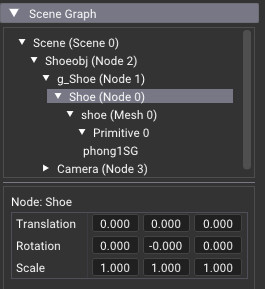 Scene Graph
Scene (Scene 0)
Shoeobj (Node 2)
g_Shoe (Node 1)
Shoe (Node 0)
shoe (Mesh 0)
Primitive 0
phong1SG
Camera (Node 3)
Node: Shoe
Translation 0.000 0.000 0.000
Rotation 0.000 -0.000 0.000
Scale 1.000 1.000 1.000